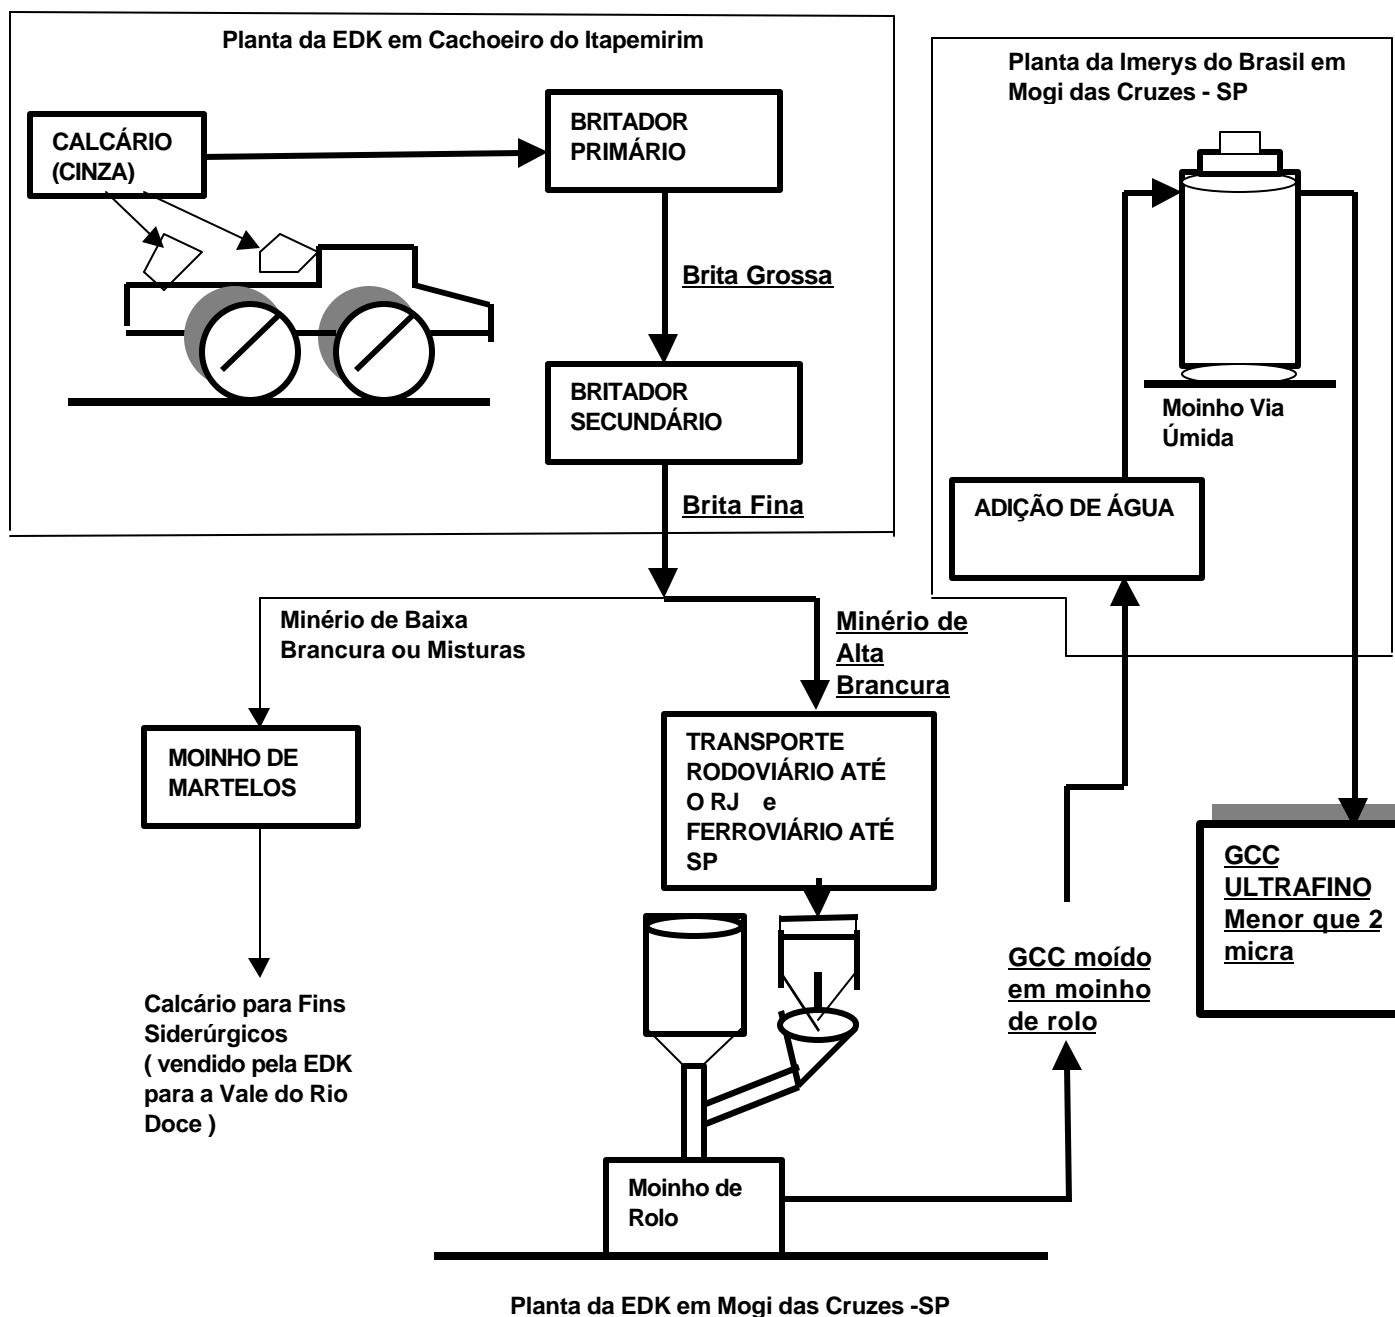 Planta da EDK em Cachoeiro do Itapemirim
Planta da Imerys do Brasil em
Mogi das Cruzes - SP
CALCÁRIO
(CINZA)
BRITADOR
PRIMÁRIO
Brita Grossa
BRITADOR
SECUNDÁRIO
Brita Fina
Moinho Via
Úmida
ADIÇÃO DE ÁGUA
Minério de Baixa
Brancura ou Misturas
Minério de
Alta
Brancura
MOINHO DE
MARTELOS
TRANSPORTE
RODOVIÁRIO ATÉ
O RJ e
FERROVIÁRIO ATÉ
SP
GCC
ULTRAFINO
Menor que 2
micra
GCC moído
em moinho
de rolo
Calcário para Fins
Siderúrgicos
( vendido pela EDK
para a Vale do Rio
Doce )
Moinho de
Rolo
Planta da EDK em Mogi das Cruzes -SP